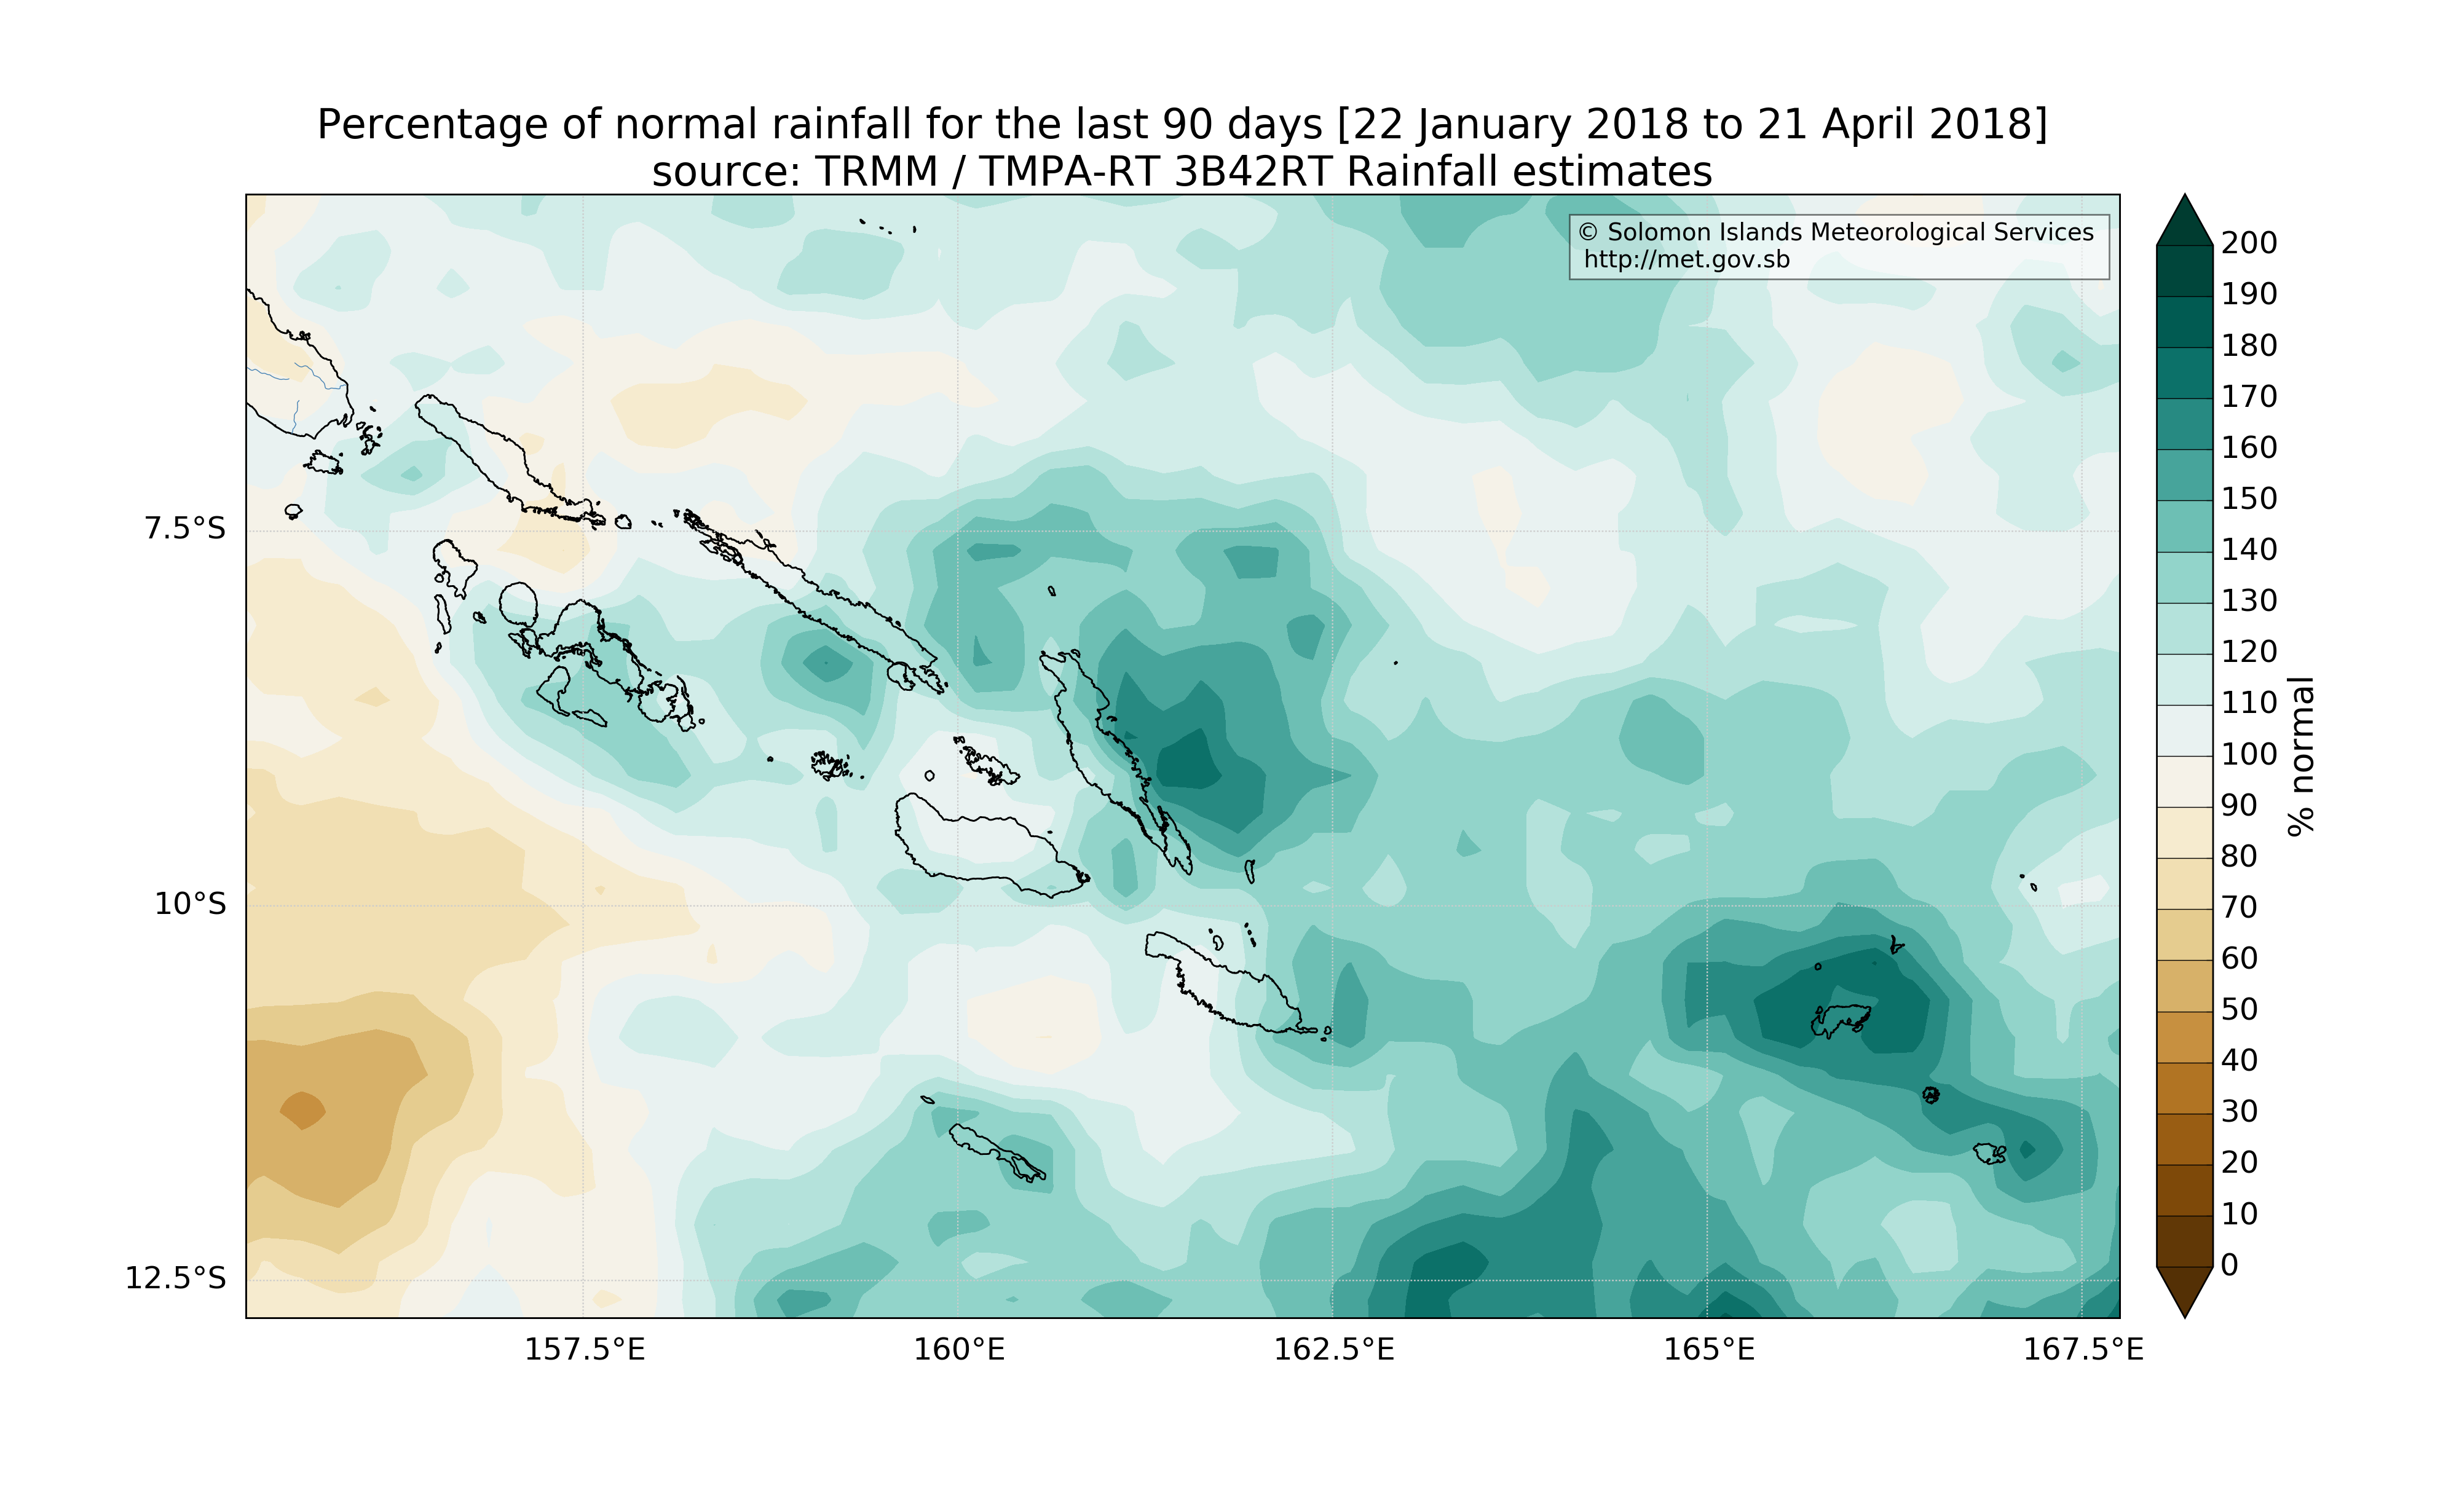 Percentage of normal rainfall for the last 90 days [22 January 2018 to 21 April 2018]
source: TRMM / TMPA-RT 3B42RT Rainfall estimates
© Solomon Islands Meteorological Services
http://met.gov.sb
7.5°S
10°S
12.5°S
157.5°E
160°E
162.5°E
165°E
167.5°E
200
190
180
170
160
150
140
130
120
110
100
90
80
70
60
50
40
30
20
10
0
% normal